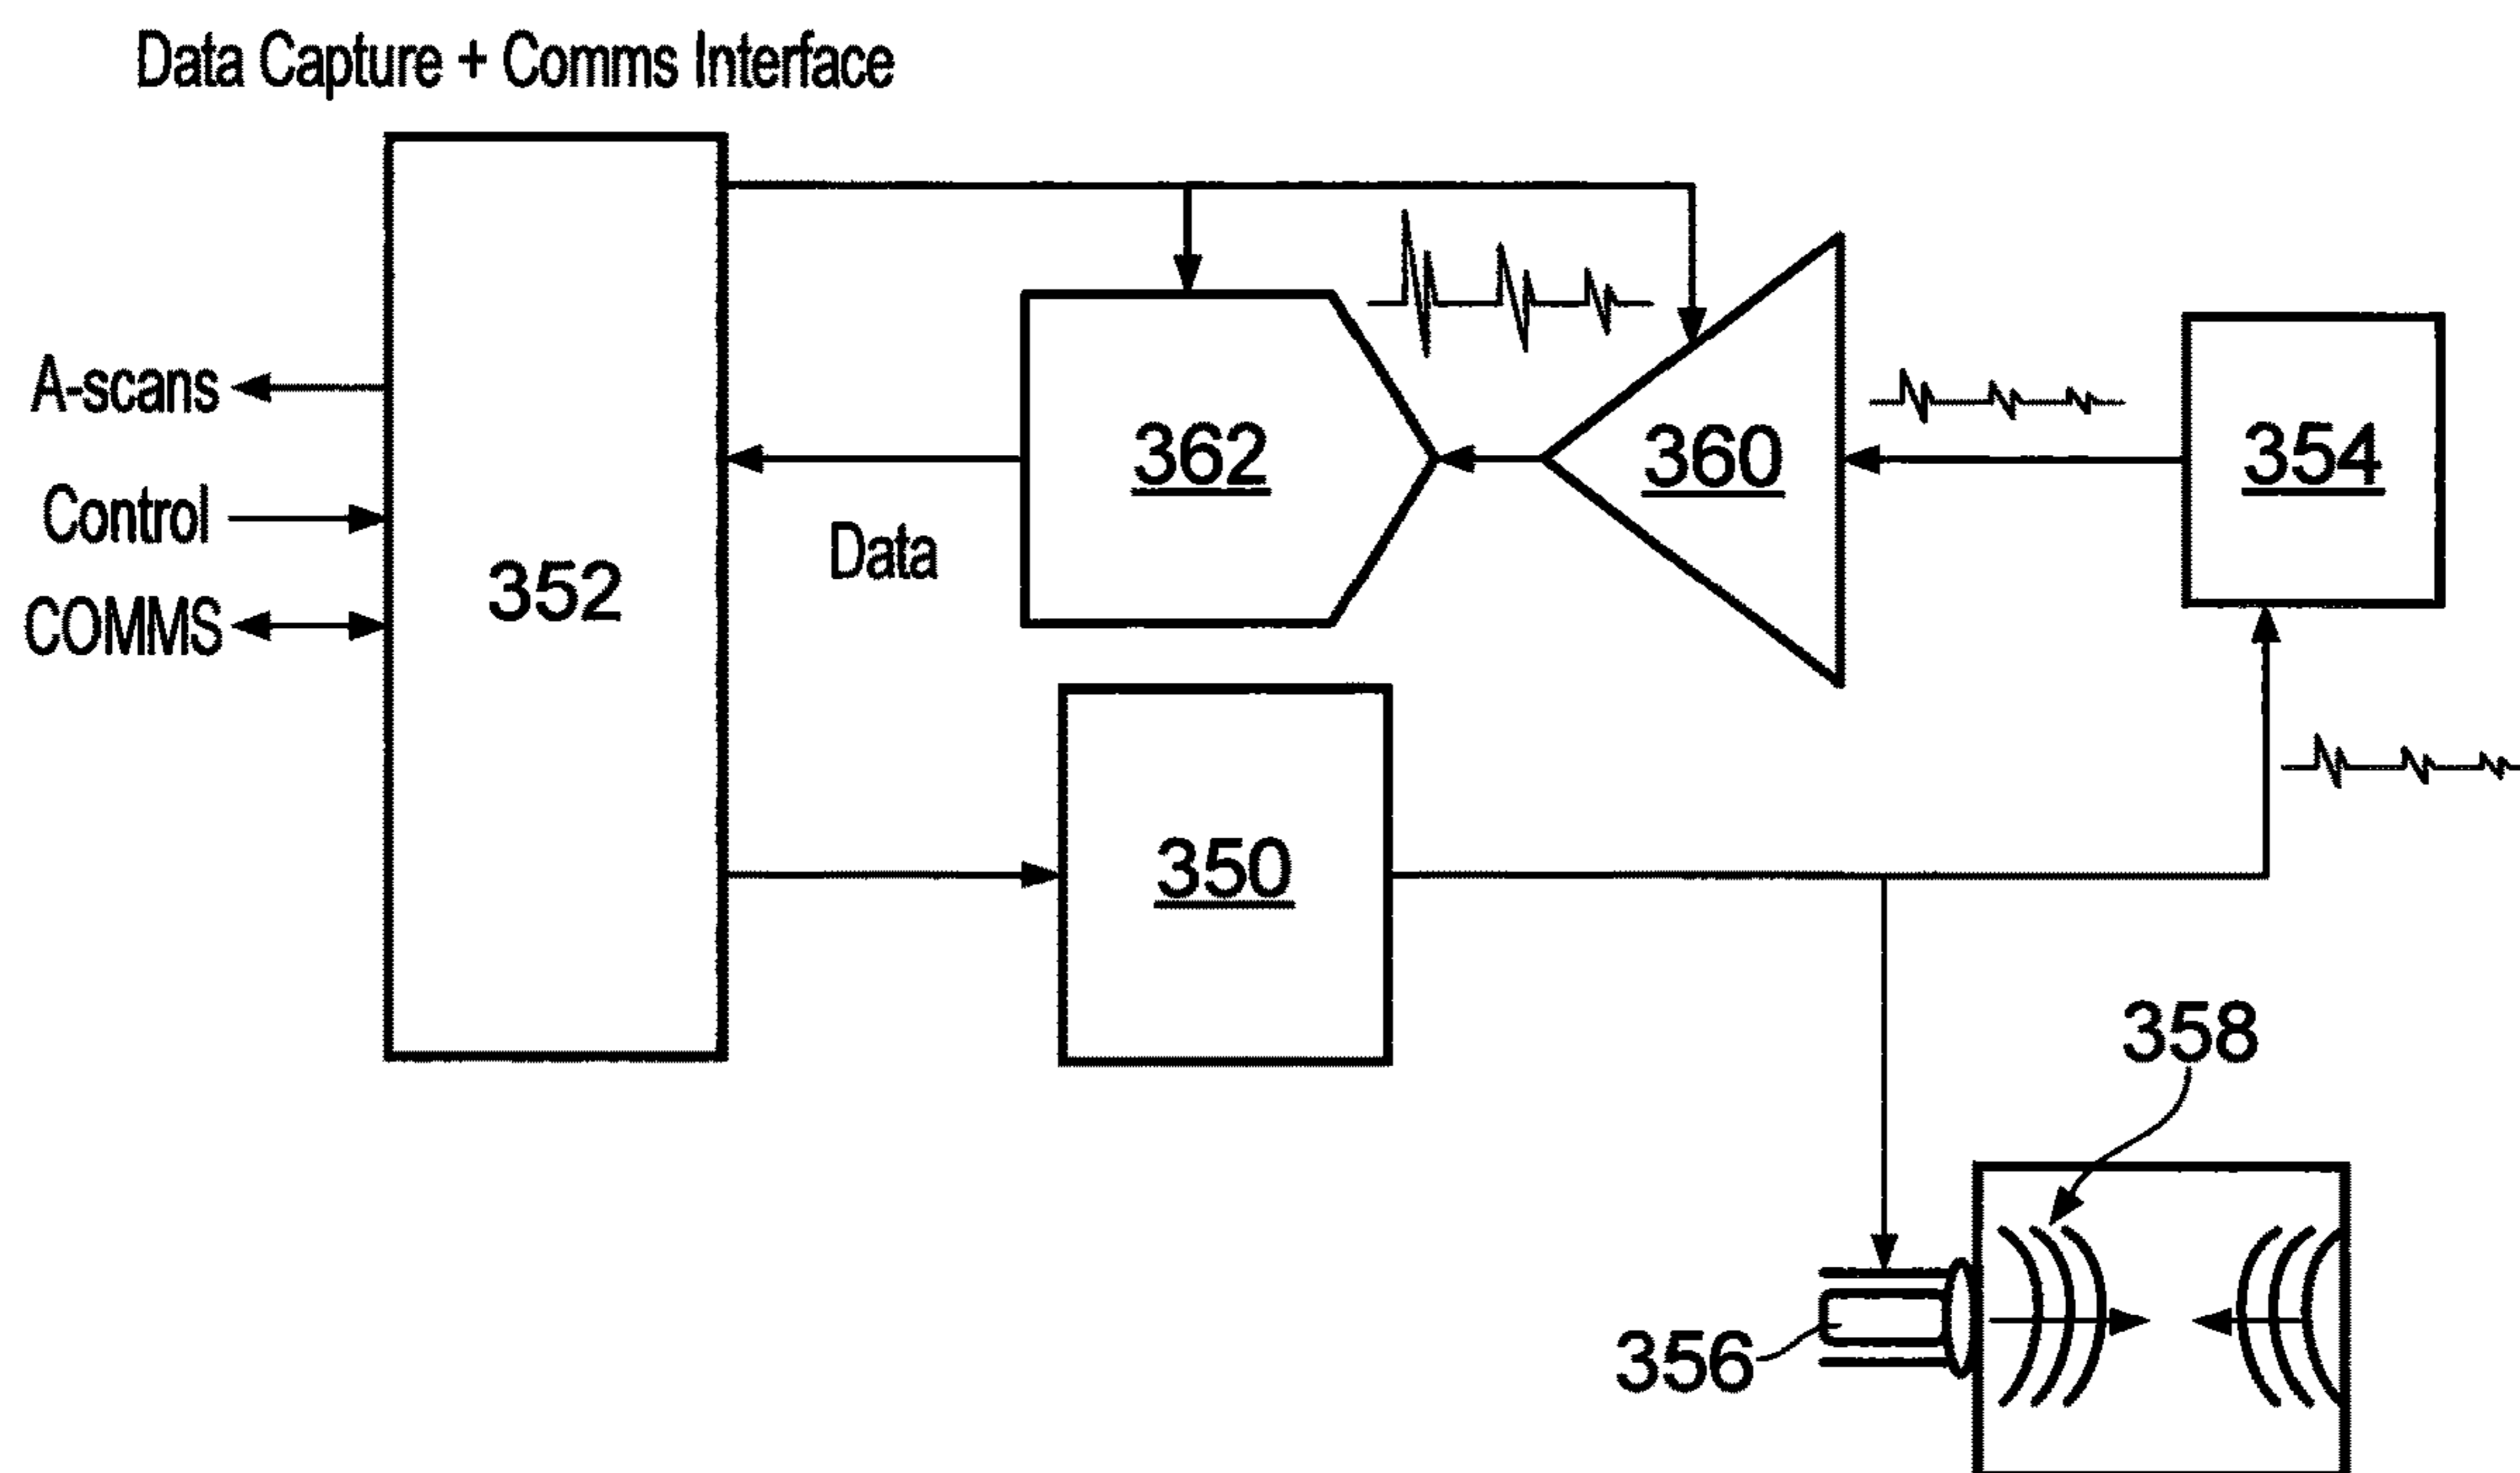 Data Capture + Comms Interface
A-scans
Control
COMMS
352
Data
362
360
354
350
358
356